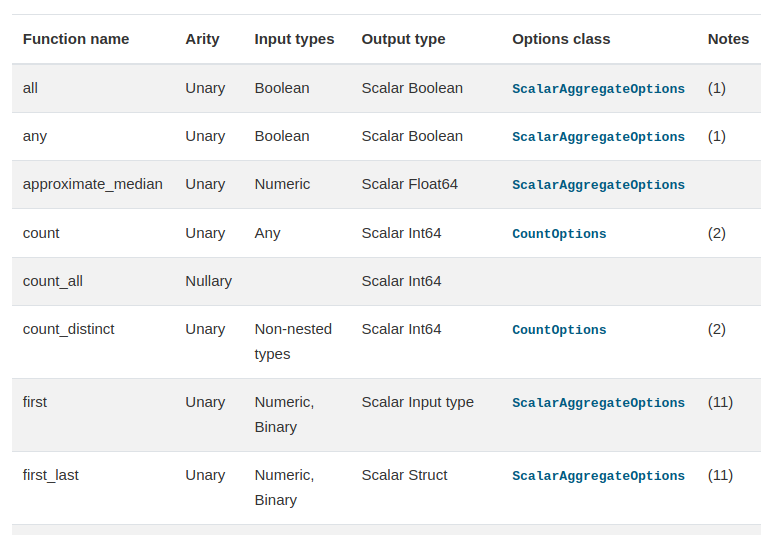 Function name Arity Input types Output type Options class Notes
all Unary Boolean Scalar Boolean ScalarAggregateOptions (1)
any Unary Boolean Scalar Boolean ScalarAggregateOptions (1)
approximate_median Unary Numeric Scalar Float64 ScalarAggregateOptions
count Unary Any Scalar Int64 CountOptions (2)
count_all Nullary Scalar Int64
count_distinct Unary Non-nested Scalar Int64 CountOptions (2)
types
first Unary Numeric, Scalar Input type ScalarAggregateOptions (11)
Binary
first_last Unary Numeric, Scalar Struct ScalarAggregateOptions (11)
Binary